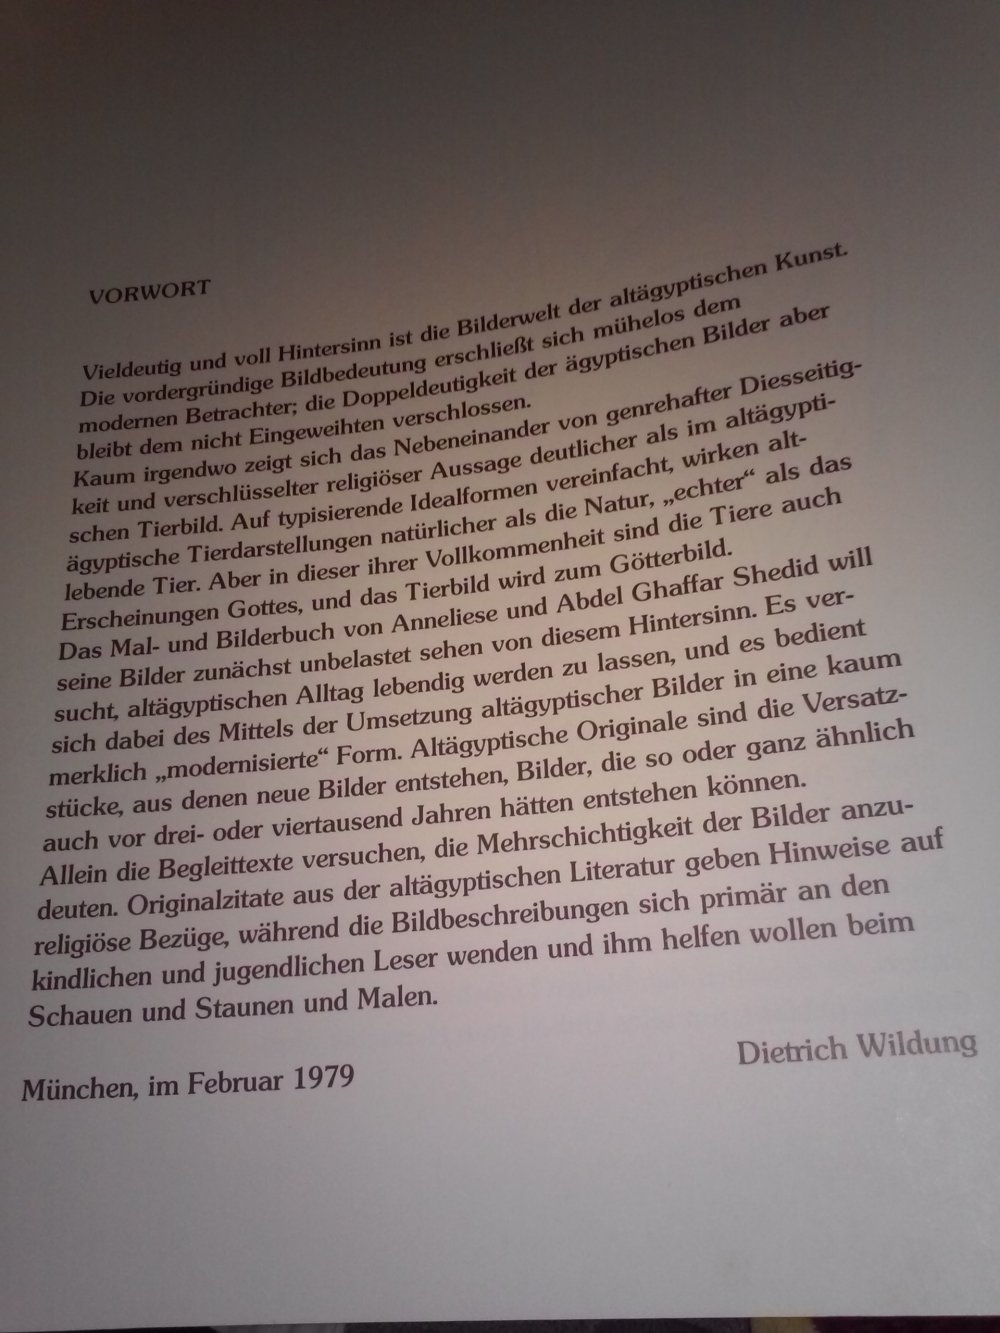 VORWORT
Vieldeutig und voll Hintersinn ist die Bilderwelt der altägyptischen Kunst.
Die vordergründige Bildbedeutung erschließt sich mühelos dem
modernen Betrachter; die Doppeldeutigkeit der ägyptischen Bilder aber
bleibt dem nicht Eingeweihten verschlossen.
Kaum irgendwo zeigt sich das Nebeneinander von genrehafter Diesseitig-
keit und verschlüsselter religiöser Aussage deutlicher als im altägypti-
schen Tierbild. Auf typisierende Idealformen vereinfacht, wirken alt-
ägyptische Tierdarstellungen natürlicher als die Natur, „echter“ als das
lebende Tier. Aber in dieser ihrer Vollkommenheit sind die Tiere auch
Erscheinungen Gottes, und das Tierbild wird zum Götterbild.
Das Mal- und Bilderbuch von Anneliese und Abdel Ghaffar Shedid will
seine Bilder zunächst unbelastet sehen von diesem Hintersinn. Es ver-
sucht, altägyptischen Alltag lebendig werden zu lassen, und es bedient
sich dabei des Mittels der Umsetzung altägyptischer Bilder in eine kaum
merklich „modernisierte“ Form. Altägyptische Originale sind die Versatz-
stücke, aus denen neue Bilder entstehen, Bilder, die so oder ganz ähnlich
auch vor drei- oder viertausend Jahren hätten entstehen können.
Allein die Begleittexte versuchen, die Mehrschichtigkeit der Bilder anzu-
deuten. Originalzitate aus der altägyptischen Literatur geben Hinweise auf
religiöse Bezüge, während die Bildbeschreibungen sich primär an den
kindlichen und jugendlichen Leser wenden und ihm helfen wollen beim
Schauen und Staunen und Malen.
München, im Februar 1979
Dietrich Wildung